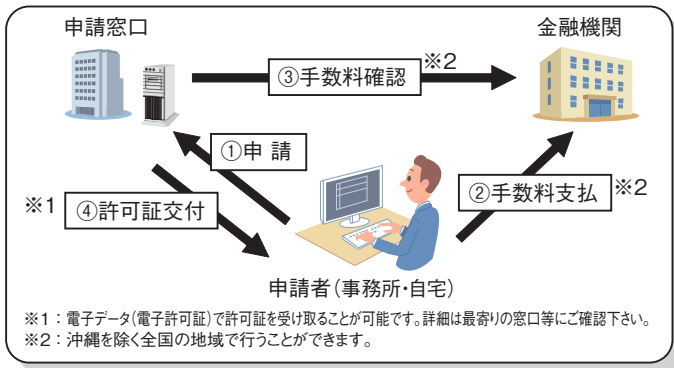 申請窓口
金融機関
③手数料確認
※2
①申 請
②手数料支払
※2
※1
④許可証交付
申請者(事務所・自宅)
※1：電子データ(電子許可証)で許可証を受け取ることが可能です。詳細は最寄りの窓口等にご確認下さい。
※2：沖縄を除く全国の地域で行うことができます。